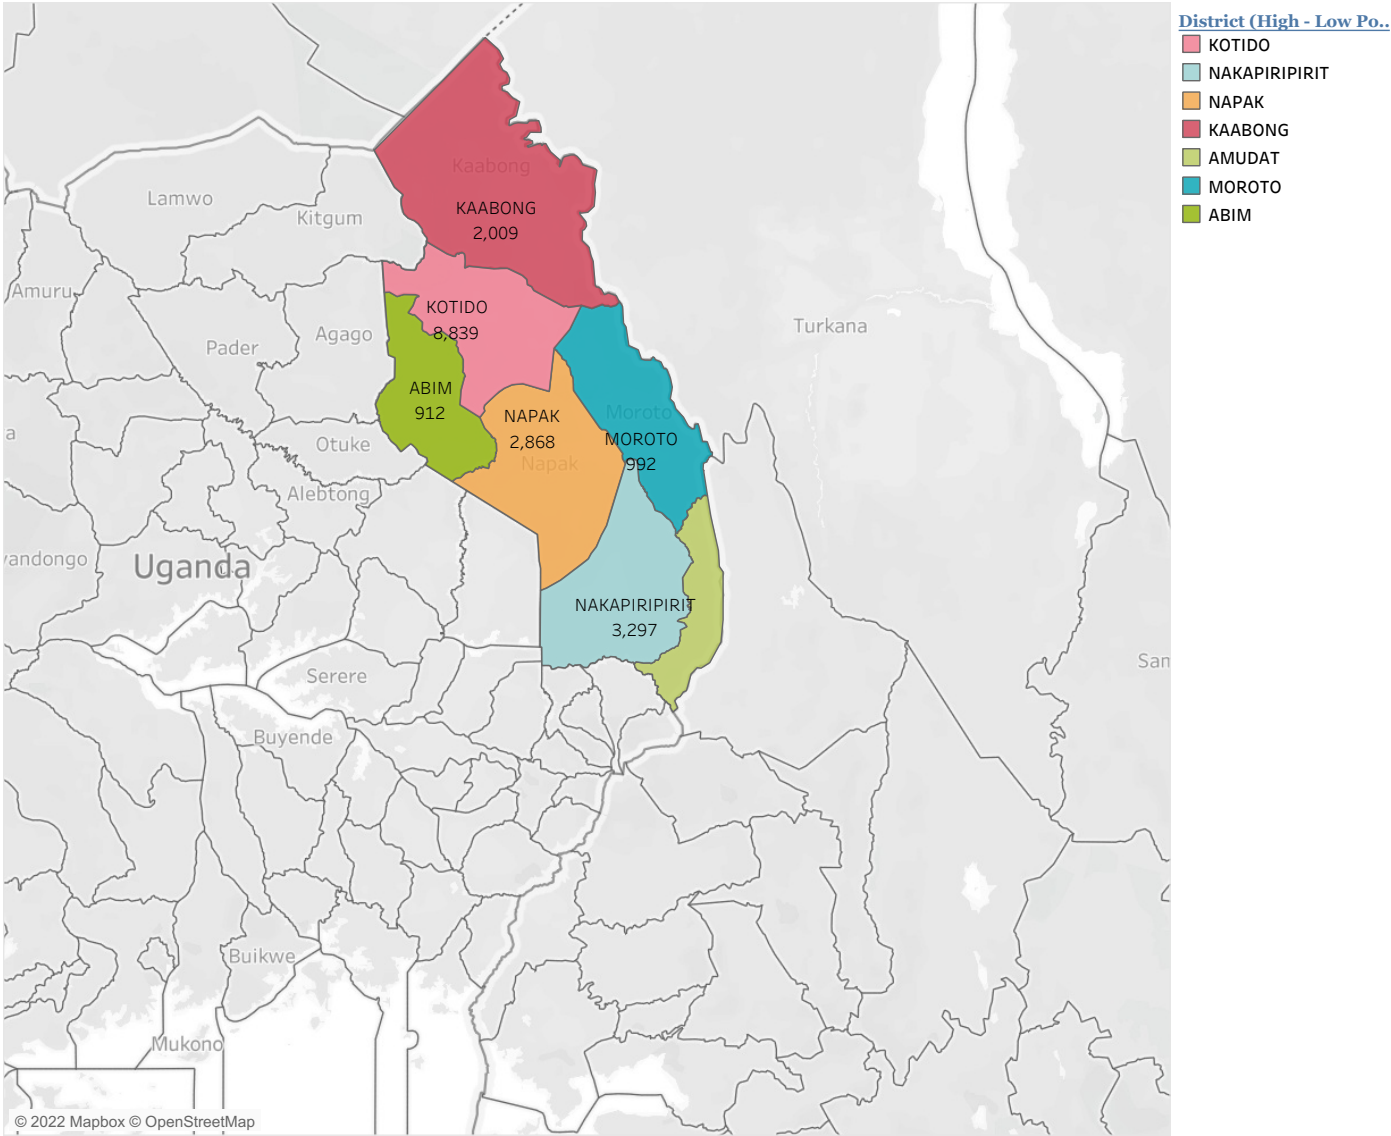 District (High - Low Po..
KOTIDO
NAKAPIRIPIRIT
NAPAK
KAABONG
AMUDAT
MOROTO
ABIM
Kaabong
KAABONG
2,009
Lamwo
Kitgum
Amuru
KOTIDO
8,839
Turkana
Agago
Pader
ABIM
912
NAPAK
2,868
Napak
Moroto
MOROTO
992
a
Otuke
Alebtong
vandongo
Uganda
NAKAPIRIPIRIT
3,297
Serere
San
Buyende
Buikwe
Mukono
© 2022 Mapbox © OpenStreetMap